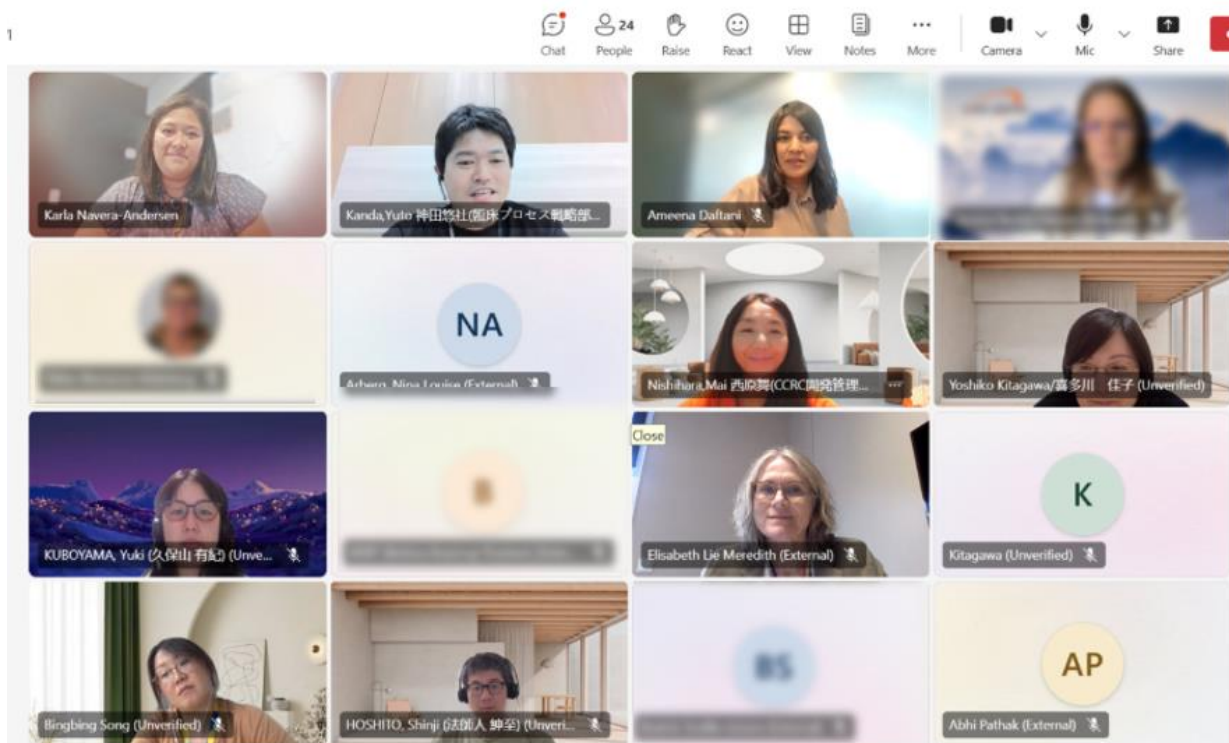 24
Chat
People
Raise
React
View
Notes
More
Camera
Mic
Share
Karla Navera-Andersen
Kanda,Yuto 神田悠社(臨床プロセス戦略部...
Ameena Daftani
NA
Arberg, Nina Louise (External)
Nishihara,Mai 西原舞(CCRC開発管理...
Yoshiko Kitagawa/喜多川 佳子 (Unverified)
Close
KUBOYAMA, Yuki (久保山 有紀) (Unve...
B
Elisabeth Lie Meredith (External)
K
Kitagawa (Unverified)
Bingbing Song (Unverified)
HOSHITO, Shinji (法師人 紳至) (Unveri...
BS
AP
Abhi Pathak (External)